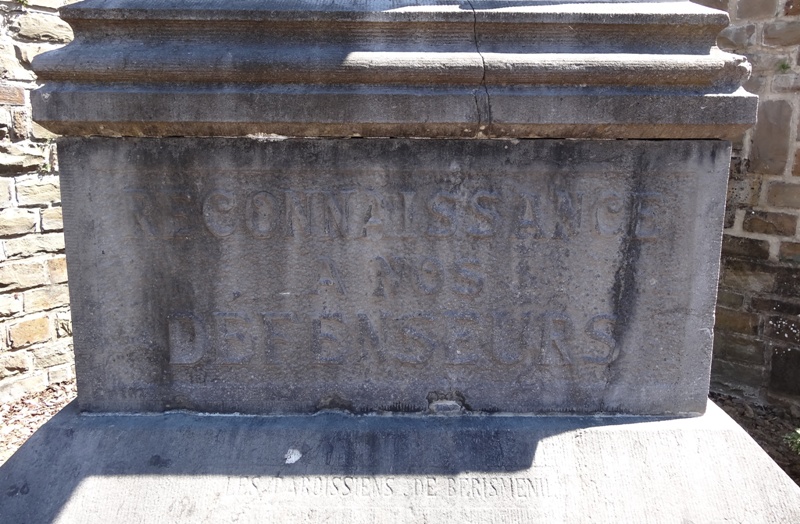 RECONNAISSANCE
A NOS
DEFENSEURS
LES PAROISSIENS DE BERISMENIL